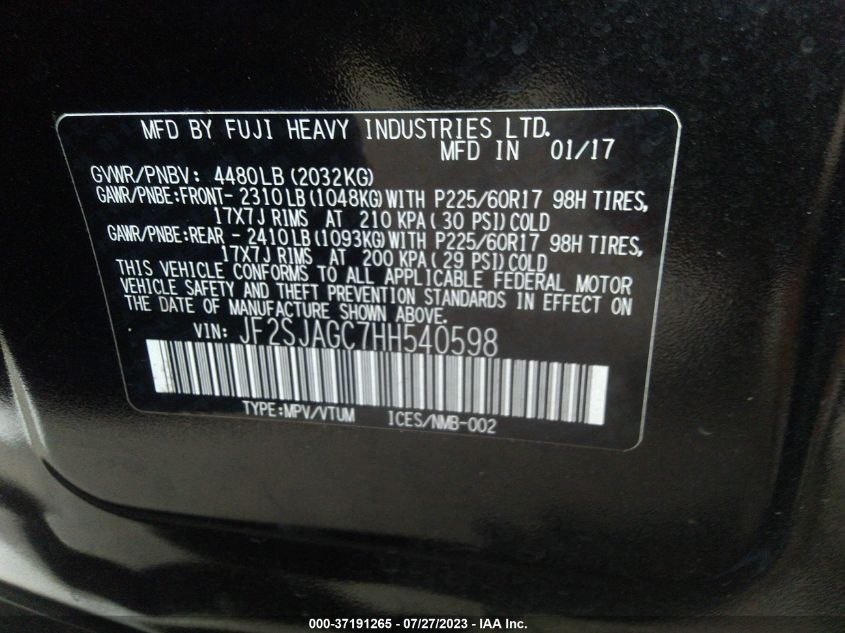 MFD BY FUJI HEAVY INDUSTRIES LTD.
MFD IN 01/17
GVWR/PNBV: 4480LB(2032KG)
GAWR/PNBE:FRONT- 2310LB(1048KG)WITH P225/60R17 98H TIRES,
17X7J RIMS AT 210 KPA(30 PSI)COLD
GAWR/PNBE:REAR - 2410LB(1093KG)WITH P225/60R17 98H TIRES,
17X7J RIMS AT 200 KPA(29 PSI)COLD
THIS VEHICLE CONFORMS TO ALL APPLICABLE FEDERAL MOTOR
VEHICLE SAFETY AND THEFT PREVENTION STANDARDS IN EFFECT ON
THE DATE OF MANUFACTURE SHOWN ABOVE.
VIN: JF2SJAGC7HH540598
TYPE:MPV/VTUM ICES/NMB-002
000-37191265 - 07/27/2023 - IAA Inc.